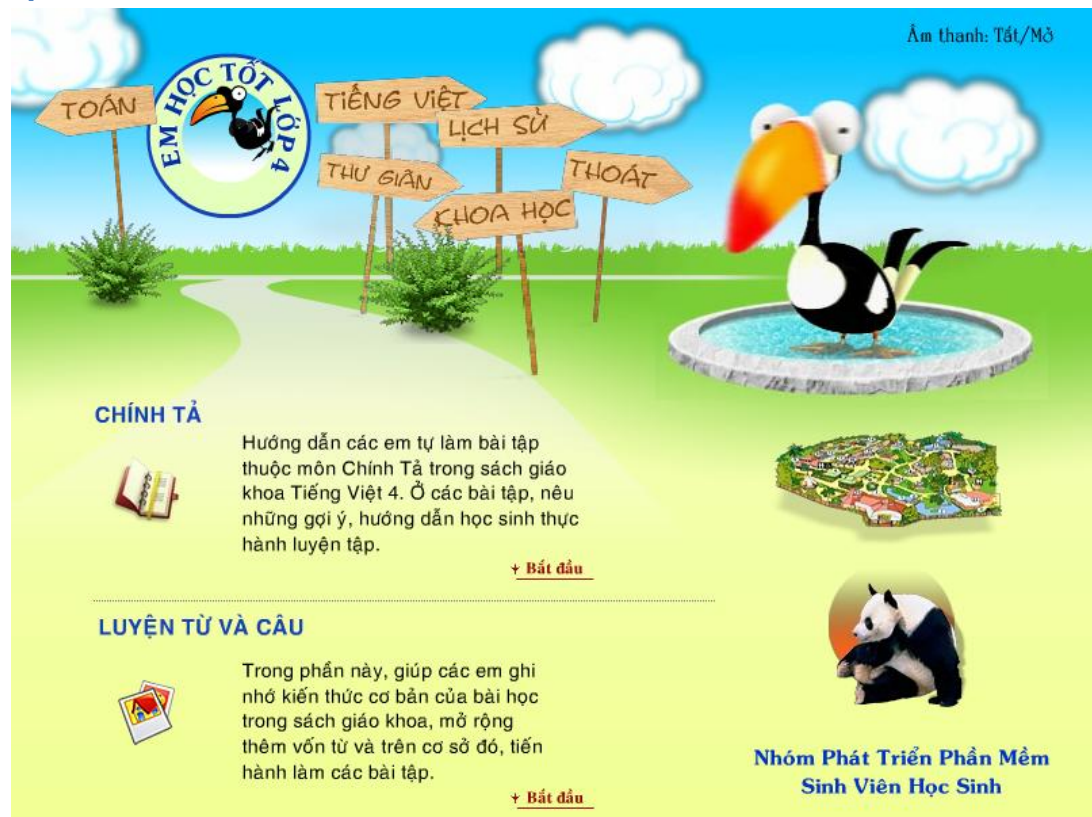 Âm thanh: Tắt/Mở
TOÁN
EM HỌC TỐT LỚP 4
TIẾNG VIỆT
LỊCH SỬ
THƯ GIÃN
THOÁT
KHOA HỌC
CHÍNH TẢ
Hướng dẫn các em tự làm bài tập
thuộc môn Chính Tả trong sách giáo
khoa Tiếng Việt 4. Ở các bài tập, nêu
những gợi ý, hướng dẫn học sinh thực
hành luyện tập.
Bắt đầu
LUYỆN TỪ VÀ CÂU
Trong phần này, giúp các em ghi
nhớ kiến thức cơ bản của bài học
trong sách giáo khoa, mở rộng
thêm vốn từ và trên cơ sở đó, tiến
hành làm các bài tập.
Bắt đầu
Nhóm Phát Triển Phần Mềm
Sinh Viên Học Sinh